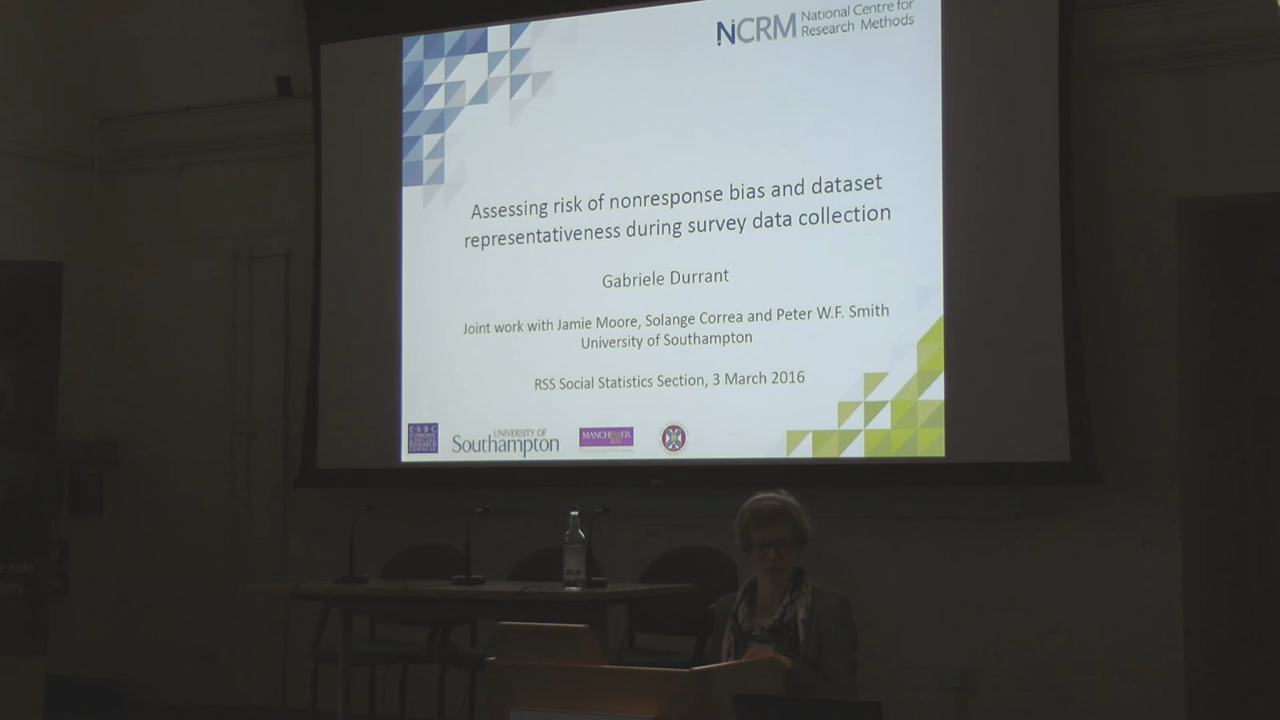 NCRM National Centre for
Research Methods
Assessing risk of nonresponse bias and dataset
representativeness during survey data collection
Gabriele Durrant
Joint work with Jamie Moore, Solange Correa and Peter W.F. Smith
University of Southampton
RSS Social Statistics Section, 3 March 2016
E·S·R·C
UNIVERSITY OF
Southampton
MANCHESTER
role